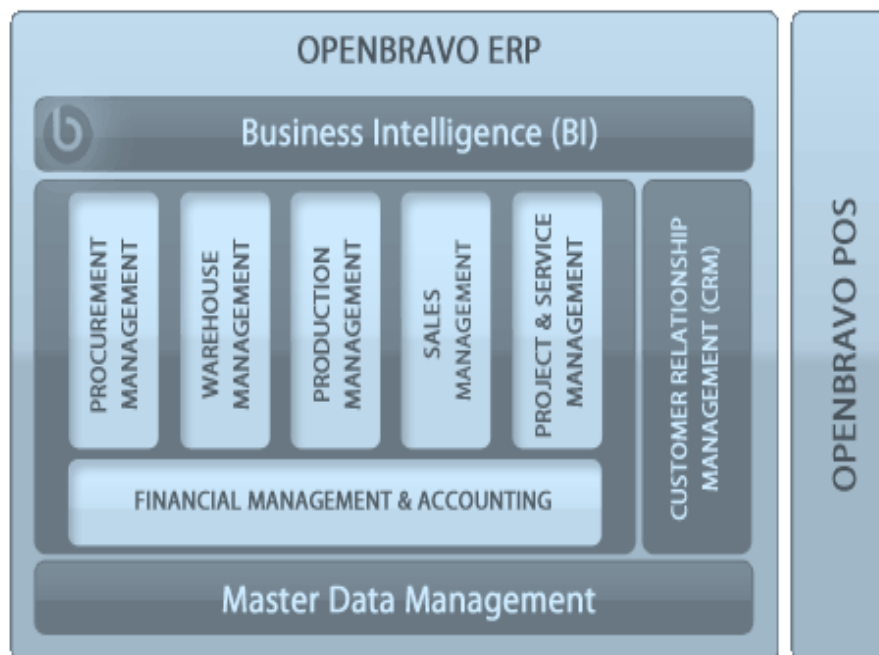 OPENBRAVO ERP
b
Business Intelligence (BI)
PROCUREMENT
MANAGEMENT
WAREHOUSE
MANAGEMENT
PRODUCTION
MANAGEMENT
SALES
MANAGEMENT
PROJECT & SERVICE
MANAGEMENT
CUSTOMER RELATIONSHIP
MANAGEMENT (CRM)
FINANCIAL MANAGEMENT & ACCOUNTING
Master Data Management
OPENBRAVO POS